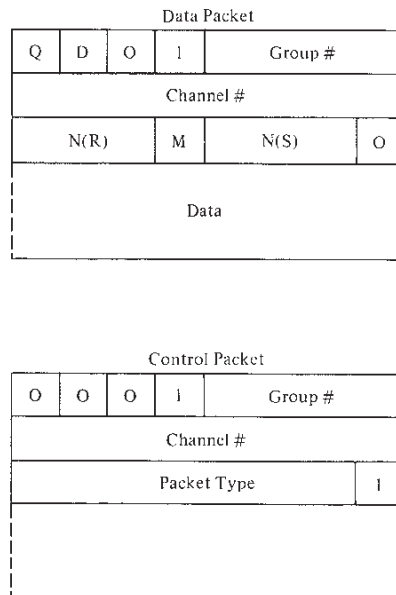 Data Packet
Q D O 1 Group #
Channel #
N(R) M N(S) O
Data
Control Packet
O O O 1 Group #
Channel #
Packet Type 1